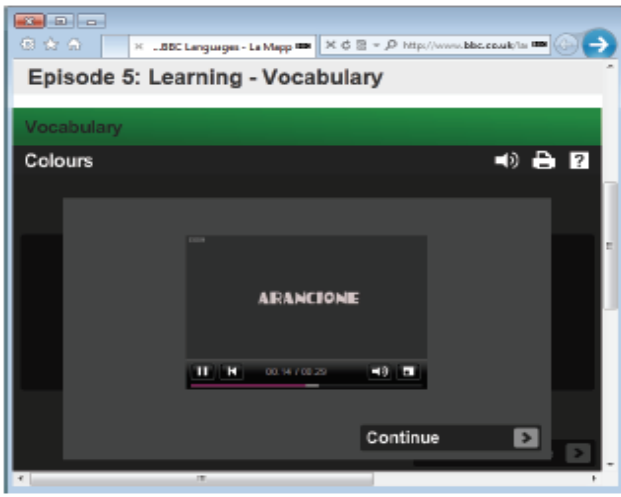 ..BBC Languages - La Mapp
http://www.bbc.co.uk/la
Episode 5: Learning - Vocabulary
Vocabulary
Colours
?
ARANCIONE
00:14 / 00:29
Continue